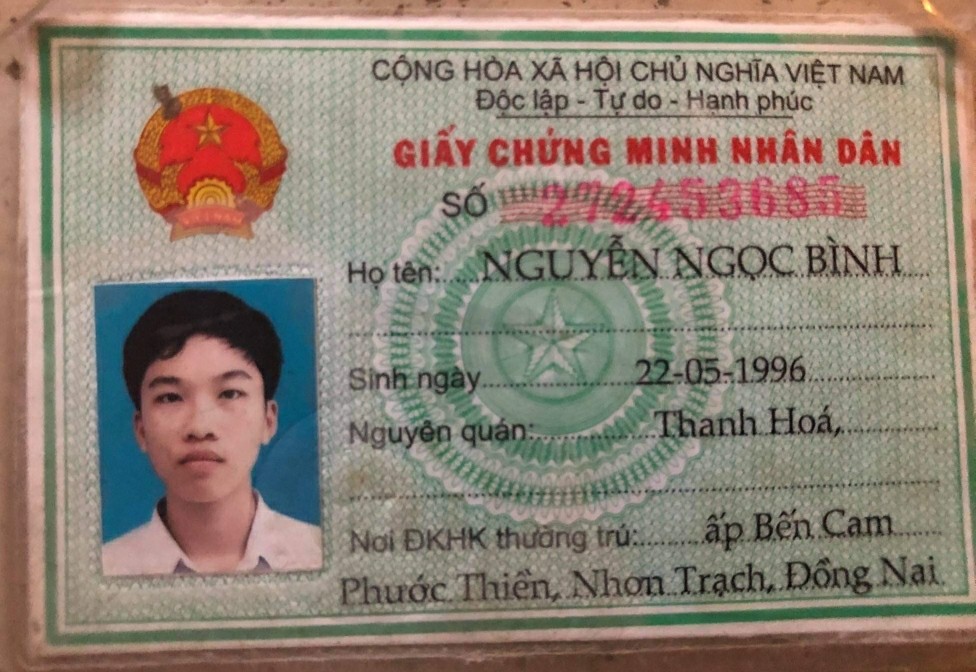 CỘNG HÒA XÃ HỘI CHỦ NGHĨA VIỆT NAM
Độc lập - Tự do - Hạnh phúc
GIẤY CHỨNG MINH NHÂN DÂN
SỐ 272453685
Họ tên: NGUYỄN NGỌC BÌNH
Sinh ngày 22-05-1996
Nguyên quán: Thanh Hoá,
Nơi ĐKHK thường trú: ấp Bến Cam
Phước Thiền, Nhơn Trạch, Đồng Nai